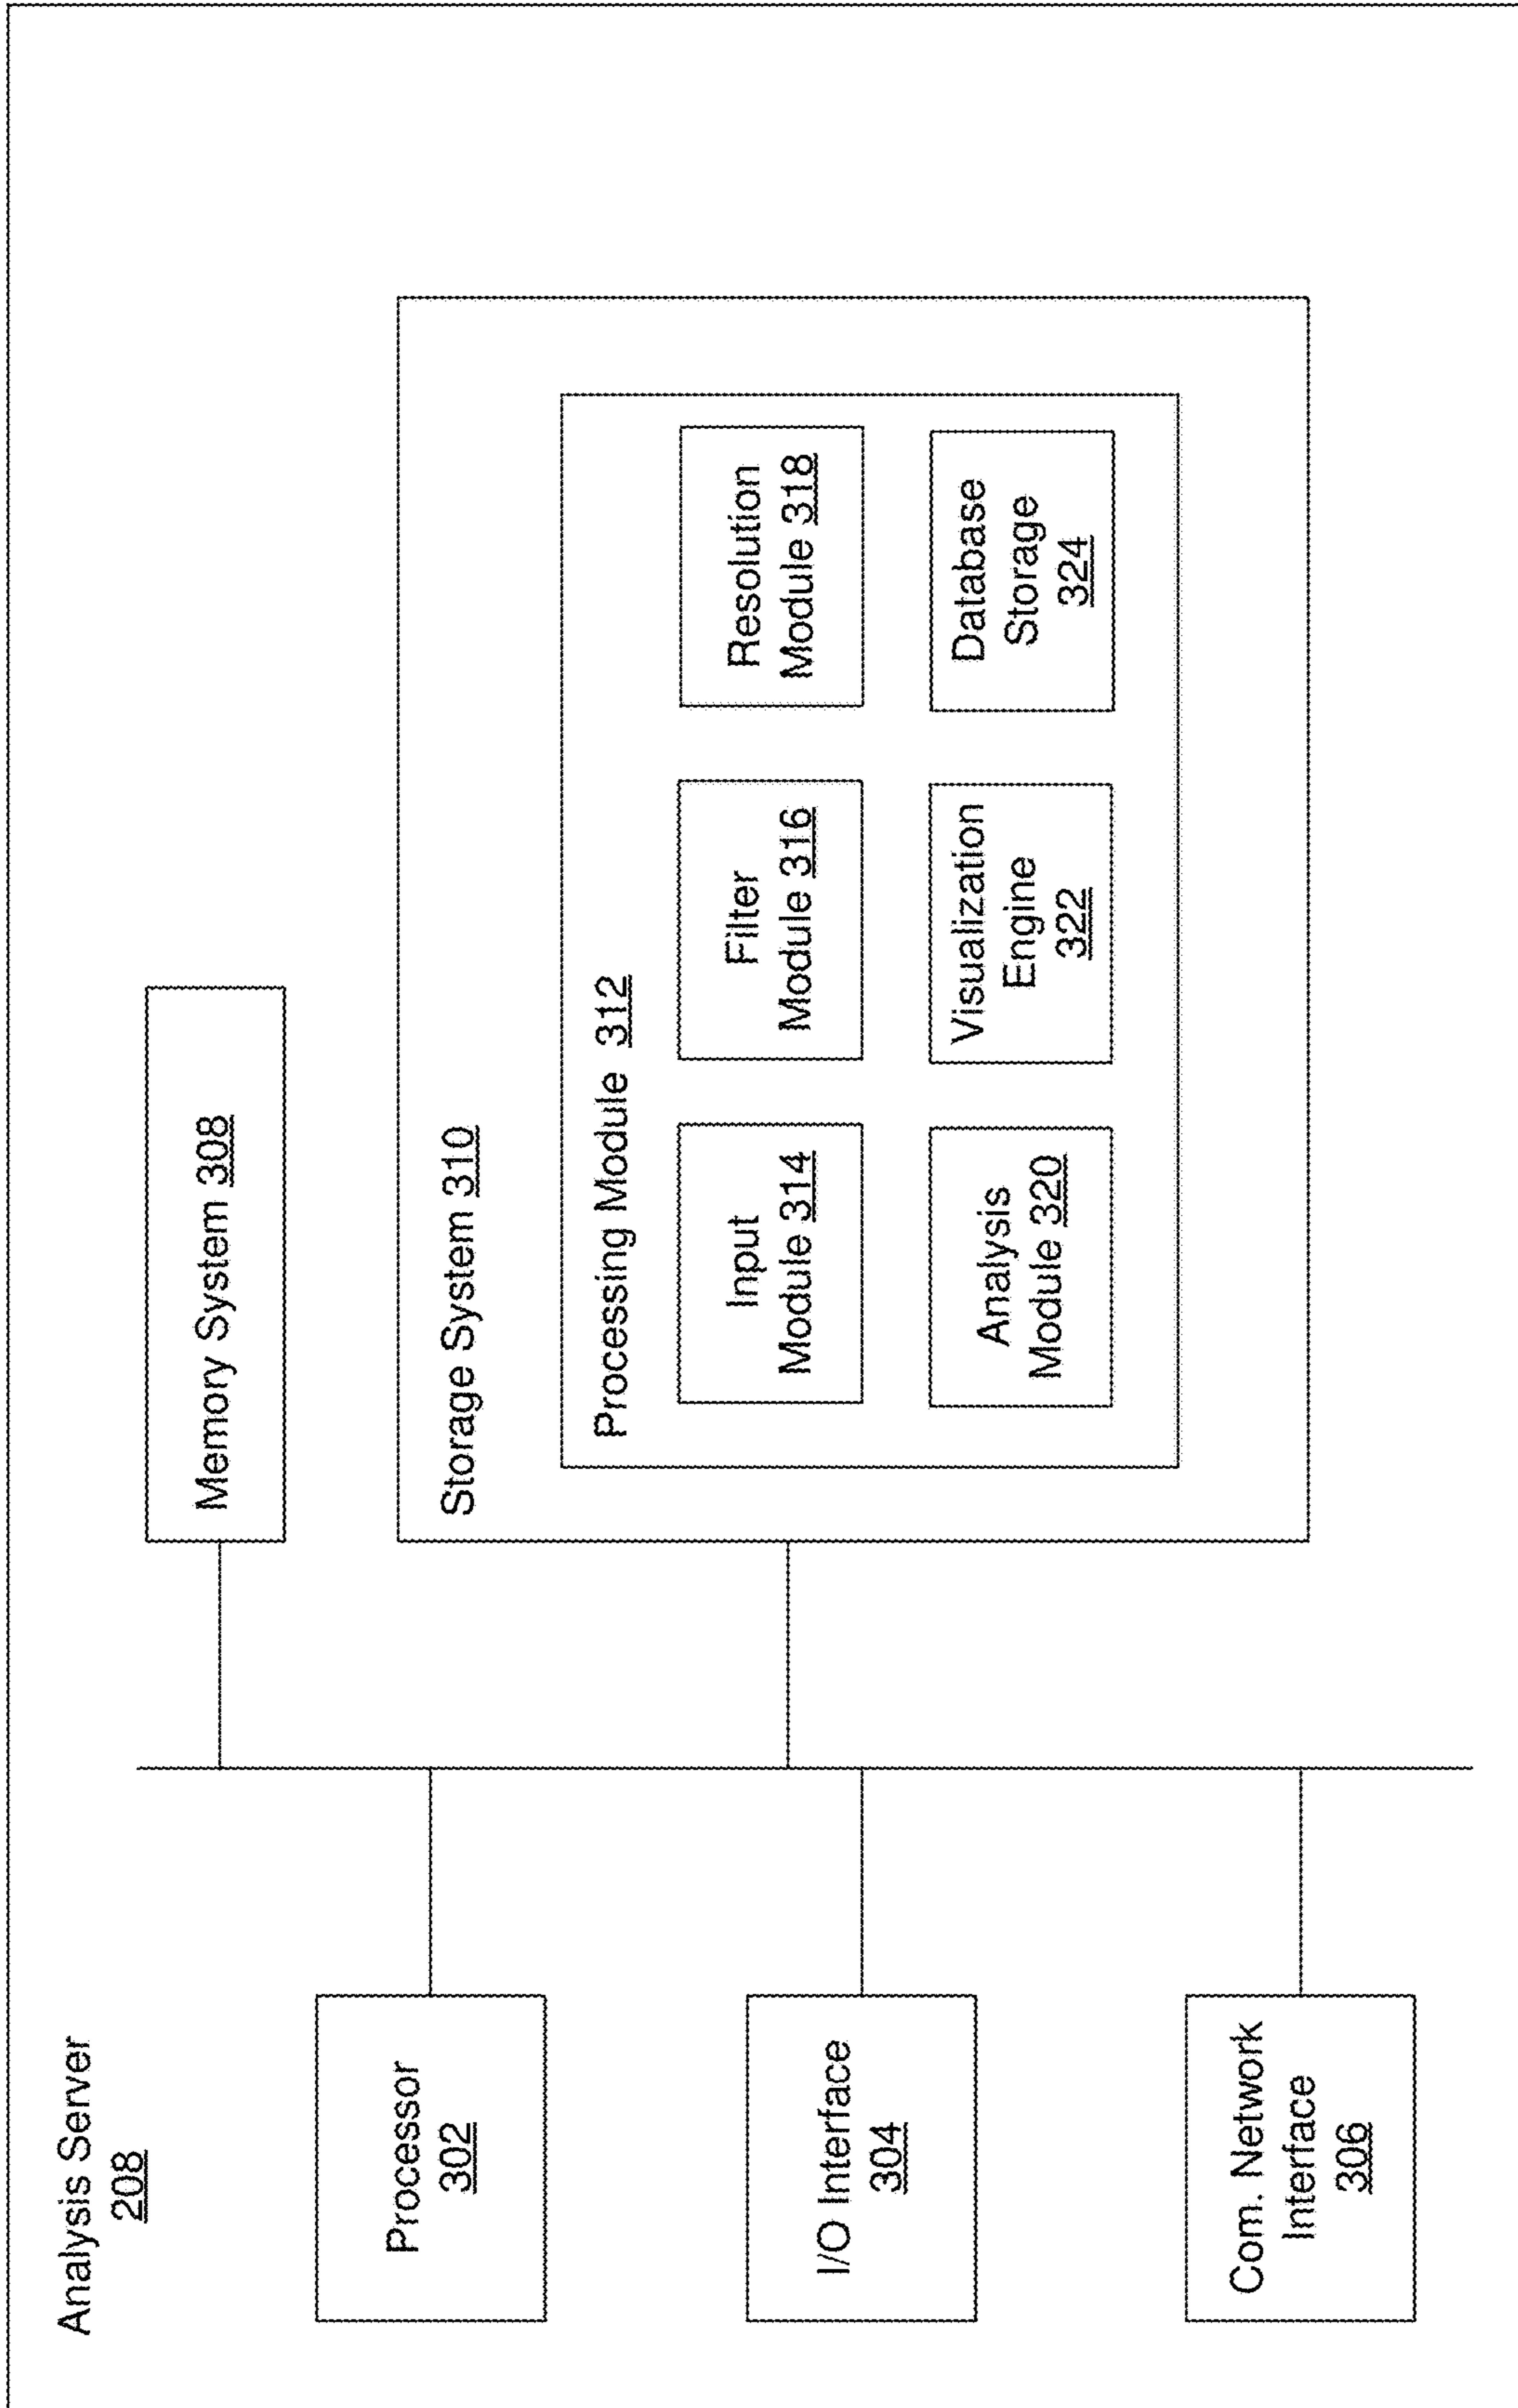 Analysis Server
208
Processor
302
I/O Interface
304
Com. Network
Interface
306
Memory System 308
Storage System 310
Processing Module 312
Input
Module 314
Filter
Module 316
Resolution
Module 318
Analysis
Module 320
Visualization
Engine
322
Database
Storage
324